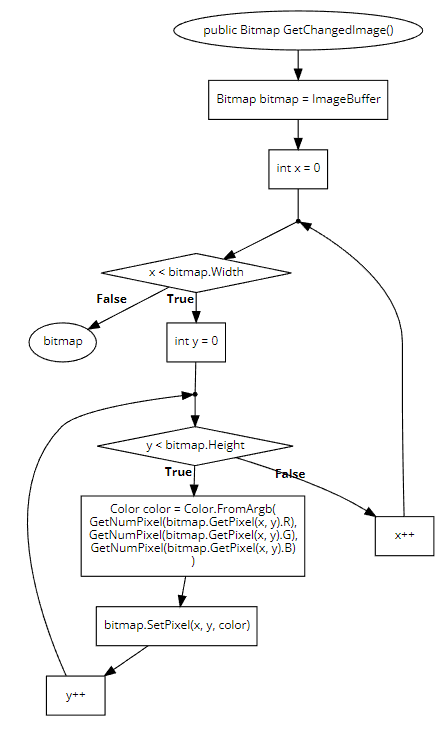 public Bitmap GetChangedImage()
Bitmap bitmap = ImageBuffer
int x = 0
x < bitmap.Width
False
True
bitmap
int y = 0
y < bitmap.Height
True
False
Color color = Color.FromArgb(
GetNumPixel(bitmap.GetPixel(x, y).R),
GetNumPixel(bitmap.GetPixel(x, y).G),
GetNumPixel(bitmap.GetPixel(x, y).B)
)
x++
bitmap.SetPixel(x, y, color)
y++